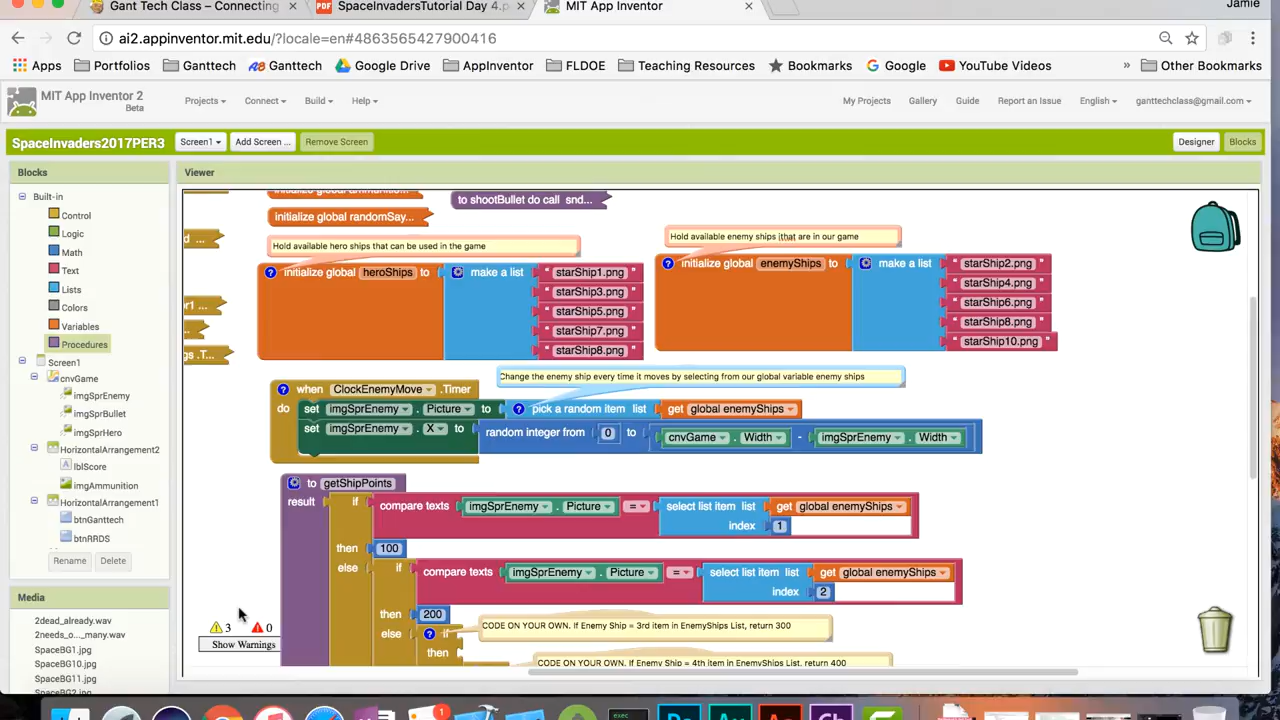 Gant Tech Class – Connecting
SpaceInvadersTutorial Day 4.p
MIT App Inventor
Jamie
ai2.appinventor.mit.edu/?locale=en#4863565427900416
Apps Portfolios Ganttech Ganttech Google Drive AppInventor FLDOE Teaching Resources Bookmarks Google YouTube Videos » Other Bookmarks
MIT App Inventor 2
Beta
Projects Connect Build Help My Projects Gallery Guide Report an Issue English ganttechclass@gmail.com
SpaceInvaders2017PER3 Screen1 Add Screen ... Remove Screen Designer Blocks
Blocks
Viewer
Built-in
Control
Logic
Math
Text
Lists
Colors
Variables
Procedures
Screen1
cnvGame
imgSprEnemy
imgSprBullet
imgSprHero
HorizontalArrangement2
lblScore
imgAmmunition
HorizontalArrangement1
btnGanttech
btnRRDS
Rename Delete
Media
2dead_already.wav
2needs_o..._many.wav
SpaceBG1.jpg
SpaceBG11.jpg
SpaceBG2.jpg
initialize global ammunitio...
to shootBullet do call snd...
initialize global randomSay...
d ...
r1 ...
...
gs .T...
Hold available hero ships that can be used in the game
initialize global heroShips to make a list
" starShip1.png "
" starShip3.png "
" starShip5.png "
" starShip7.png "
" starShip8.png "
Hold available enemy ships ithat are in our game
initialize global enemyShips to make a list
" starShip2.png "
" starShip4.png "
" starShip6.png "
" starShip8.png "
" starShip10.png "
Change the enemy ship every time it moves by selecting from our global variable enemy ships
when ClockEnemyMove .Timer
do set imgSprEnemy . Picture to pick a random item list get global enemyShips
set imgSprEnemy . X to random integer from 0 to cnvGame . Width - imgSprEnemy . Width
to getShipPoints
result if compare texts imgSprEnemy . Picture = select list item list get global enemyShips
index 1
then 100
else if compare texts imgSprEnemy . Picture = select list item list get global enemyShips
index 2
then 200
else if
CODE ON YOUR OWN. If Enemy Ship = 3rd item in EnemyShips List, return 300
then
CODE ON YOUR OWN. If Enemy Ship = 4th item in EnemyShips List, return 400
3 0
Show Warnings